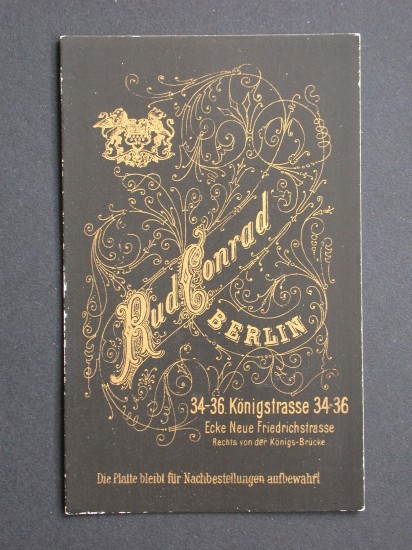 Rud. Conrad
BERLIN
34-36. Königstrasse 34-36
Ecke Neue Friedrichstrasse
Rechts von der Königs-Brücke
Die Platte bleibt für Nachbestellungen aufbewahrt